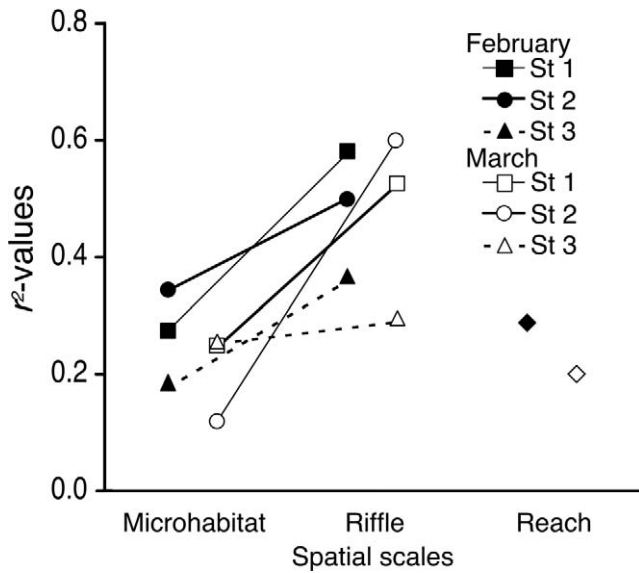 0.8
0.6
0.4
0.2
0.0
r²-values
February
St 1
St 2
St 3
March
St 1
St 2
St 3
Microhabitat Riffle Reach
Spatial scales